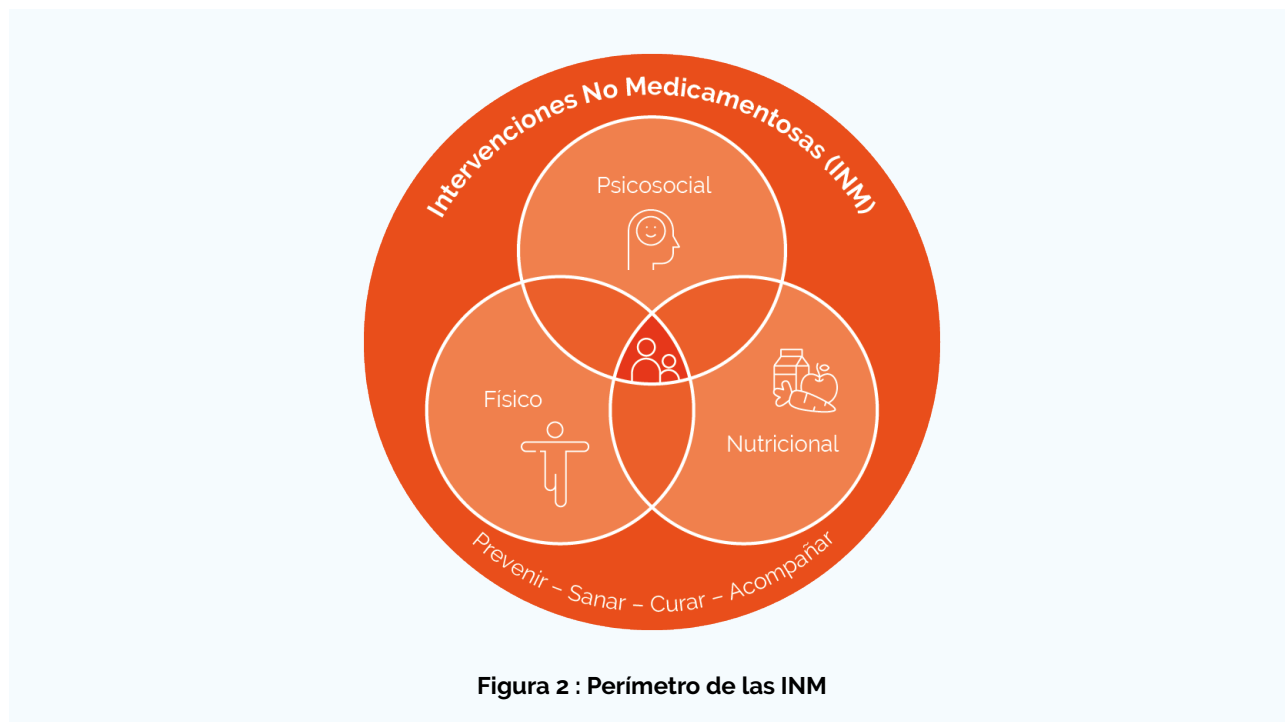 Intervenciones No Medicamentosas (INM)
Psicosocial
Físico
Nutricional
Prevenir – Sanar – Curar – Acompañar
Figura 2 : Perímetro de las INM